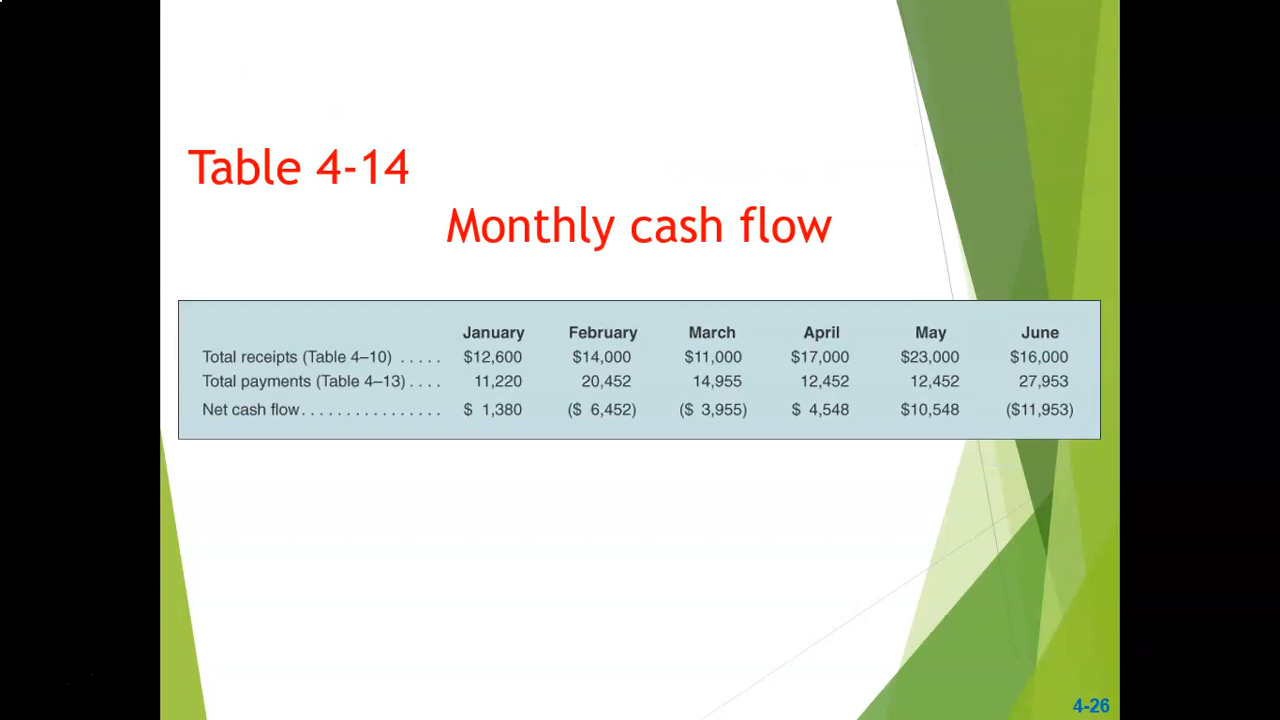 Table 4-14
Monthly cash flow
January February March April May June
Total receipts (Table 4–10) ..... $12,600 $14,000 $11,000 $17,000 $23,000 $16,000
Total payments (Table 4–13) .... 11,220 20,452 14,955 12,452 12,452 27,953
Net cash flow................ $ 1,380 ($ 6,452) ($ 3,955) $ 4,548 $10,548 ($11,953)
4-26